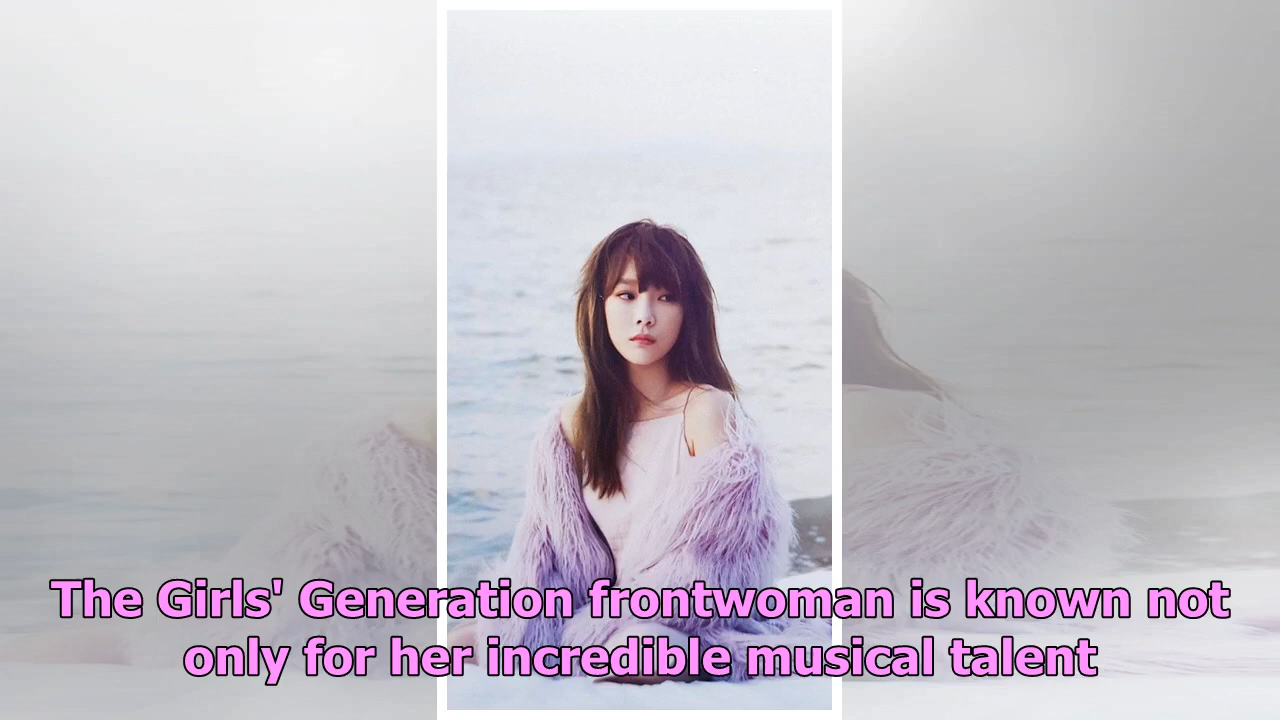 The Girls' Generation frontwoman is known not
only for her incredible musical talent